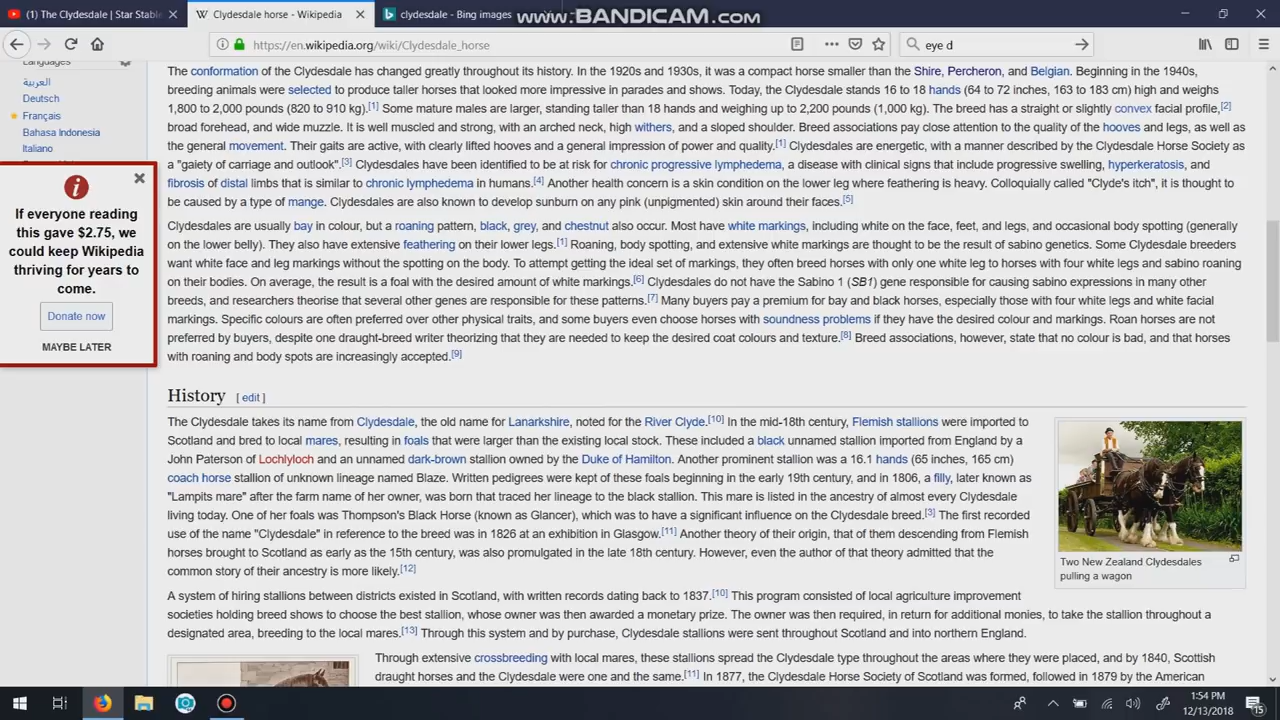 (1) The Clydesdale | Star Stable
Clydesdale horse - Wikipedia
clydesdale - Bing images
www.BANDICAM.com
https://en.wikipedia.org/wiki/Clydesdale_horse
eye d
العربية
Deutsch
Français
Bahasa Indonesia
Italiano
If everyone reading
this gave $2.75, we
could keep Wikipedia
thriving for years to
come.
Donate now
MAYBE LATER
The conformation of the Clydesdale has changed greatly throughout its history. In the 1920s and 1930s, it was a compact horse smaller than the Shire, Percheron, and Belgian. Beginning in the 1940s,
breeding animals were selected to produce taller horses that looked more impressive in parades and shows. Today, the Clydesdale stands 16 to 18 hands (64 to 72 inches, 163 to 183 cm) high and weighs
1,800 to 2,000 pounds (820 to 910 kg).[1] Some mature males are larger, standing taller than 18 hands and weighing up to 2,200 pounds (1,000 kg). The breed has a straight or slightly convex facial profile,[2]
broad forehead, and wide muzzle. It is well muscled and strong, with an arched neck, high withers, and a sloped shoulder. Breed associations pay close attention to the quality of the hooves and legs, as well as
the general movement. Their gaits are active, with clearly lifted hooves and a general impression of power and quality.[1] Clydesdales are energetic, with a manner described by the Clydesdale Horse Society as
a "gaiety of carriage and outlook".[3] Clydesdales have been identified to be at risk for chronic progressive lymphedema, a disease with clinical signs that include progressive swelling, hyperkeratosis, and
fibrosis of distal limbs that is similar to chronic lymphedema in humans.[4] Another health concern is a skin condition on the lower leg where feathering is heavy. Colloquially called "Clyde's itch", it is thought to
be caused by a type of mange. Clydesdales are also known to develop sunburn on any pink (unpigmented) skin around their faces.[5]
Clydesdales are usually bay in colour, but a roaning pattern, black, grey, and chestnut also occur. Most have white markings, including white on the face, feet, and legs, and occasional body spotting (generally
on the lower belly). They also have extensive feathering on their lower legs.[1] Roaning, body spotting, and extensive white markings are thought to be the result of sabino genetics. Some Clydesdale breeders
want white face and leg markings without the spotting on the body. To attempt getting the ideal set of markings, they often breed horses with only one white leg to horses with four white legs and sabino roaning
on their bodies. On average, the result is a foal with the desired amount of white markings.[6] Clydesdales do not have the Sabino 1 (SB1) gene responsible for causing sabino expressions in many other
breeds, and researchers theorise that several other genes are responsible for these patterns.[7] Many buyers pay a premium for bay and black horses, especially those with four white legs and white facial
markings. Specific colours are often preferred over other physical traits, and some buyers even choose horses with soundness problems if they have the desired colour and markings. Roan horses are not
preferred by buyers, despite one draught-breed writer theorizing that they are needed to keep the desired coat colours and texture.[8] Breed associations, however, state that no colour is bad, and that horses
with roaning and body spots are increasingly accepted.[9]
History [ edit ]
The Clydesdale takes its name from Clydesdale, the old name for Lanarkshire, noted for the River Clyde.[10] In the mid-18th century, Flemish stallions were imported to
Scotland and bred to local mares, resulting in foals that were larger than the existing local stock. These included a black unnamed stallion imported from England by a
John Paterson of Lochlyloch and an unnamed dark-brown stallion owned by the Duke of Hamilton. Another prominent stallion was a 16.1 hands (65 inches, 165 cm)
coach horse stallion of unknown lineage named Blaze. Written pedigrees were kept of these foals beginning in the early 19th century, and in 1806, a filly, later known as
"Lampits mare" after the farm name of her owner, was born that traced her lineage to the black stallion. This mare is listed in the ancestry of almost every Clydesdale
living today. One of her foals was Thompson's Black Horse (known as Glancer), which was to have a significant influence on the Clydesdale breed.[3] The first recorded
use of the name "Clydesdale" in reference to the breed was in 1826 at an exhibition in Glasgow.[11] Another theory of their origin, that of them descending from Flemish
horses brought to Scotland as early as the 15th century, was also promulgated in the late 18th century. However, even the author of that theory admitted that the
common story of their ancestry is more likely.[12]
Two New Zealand Clydesdales
pulling a wagon
A system of hiring stallions between districts existed in Scotland, with written records dating back to 1837.[10] This program consisted of local agriculture improvement
societies holding breed shows to choose the best stallion, whose owner was then awarded a monetary prize. The owner was then required, in return for additional monies, to take the stallion throughout a
designated area, breeding to the local mares.[13] Through this system and by purchase, Clydesdale stallions were sent throughout Scotland and into northern England.
Through extensive crossbreeding with local mares, these stallions spread the Clydesdale type throughout the areas where they were placed, and by 1840, Scottish
draught horses and the Clydesdale were one and the same.[11] In 1877, the Clydesdale Horse Society of Scotland was formed, followed in 1879 by the American
1:54 PM
12/13/2018
15